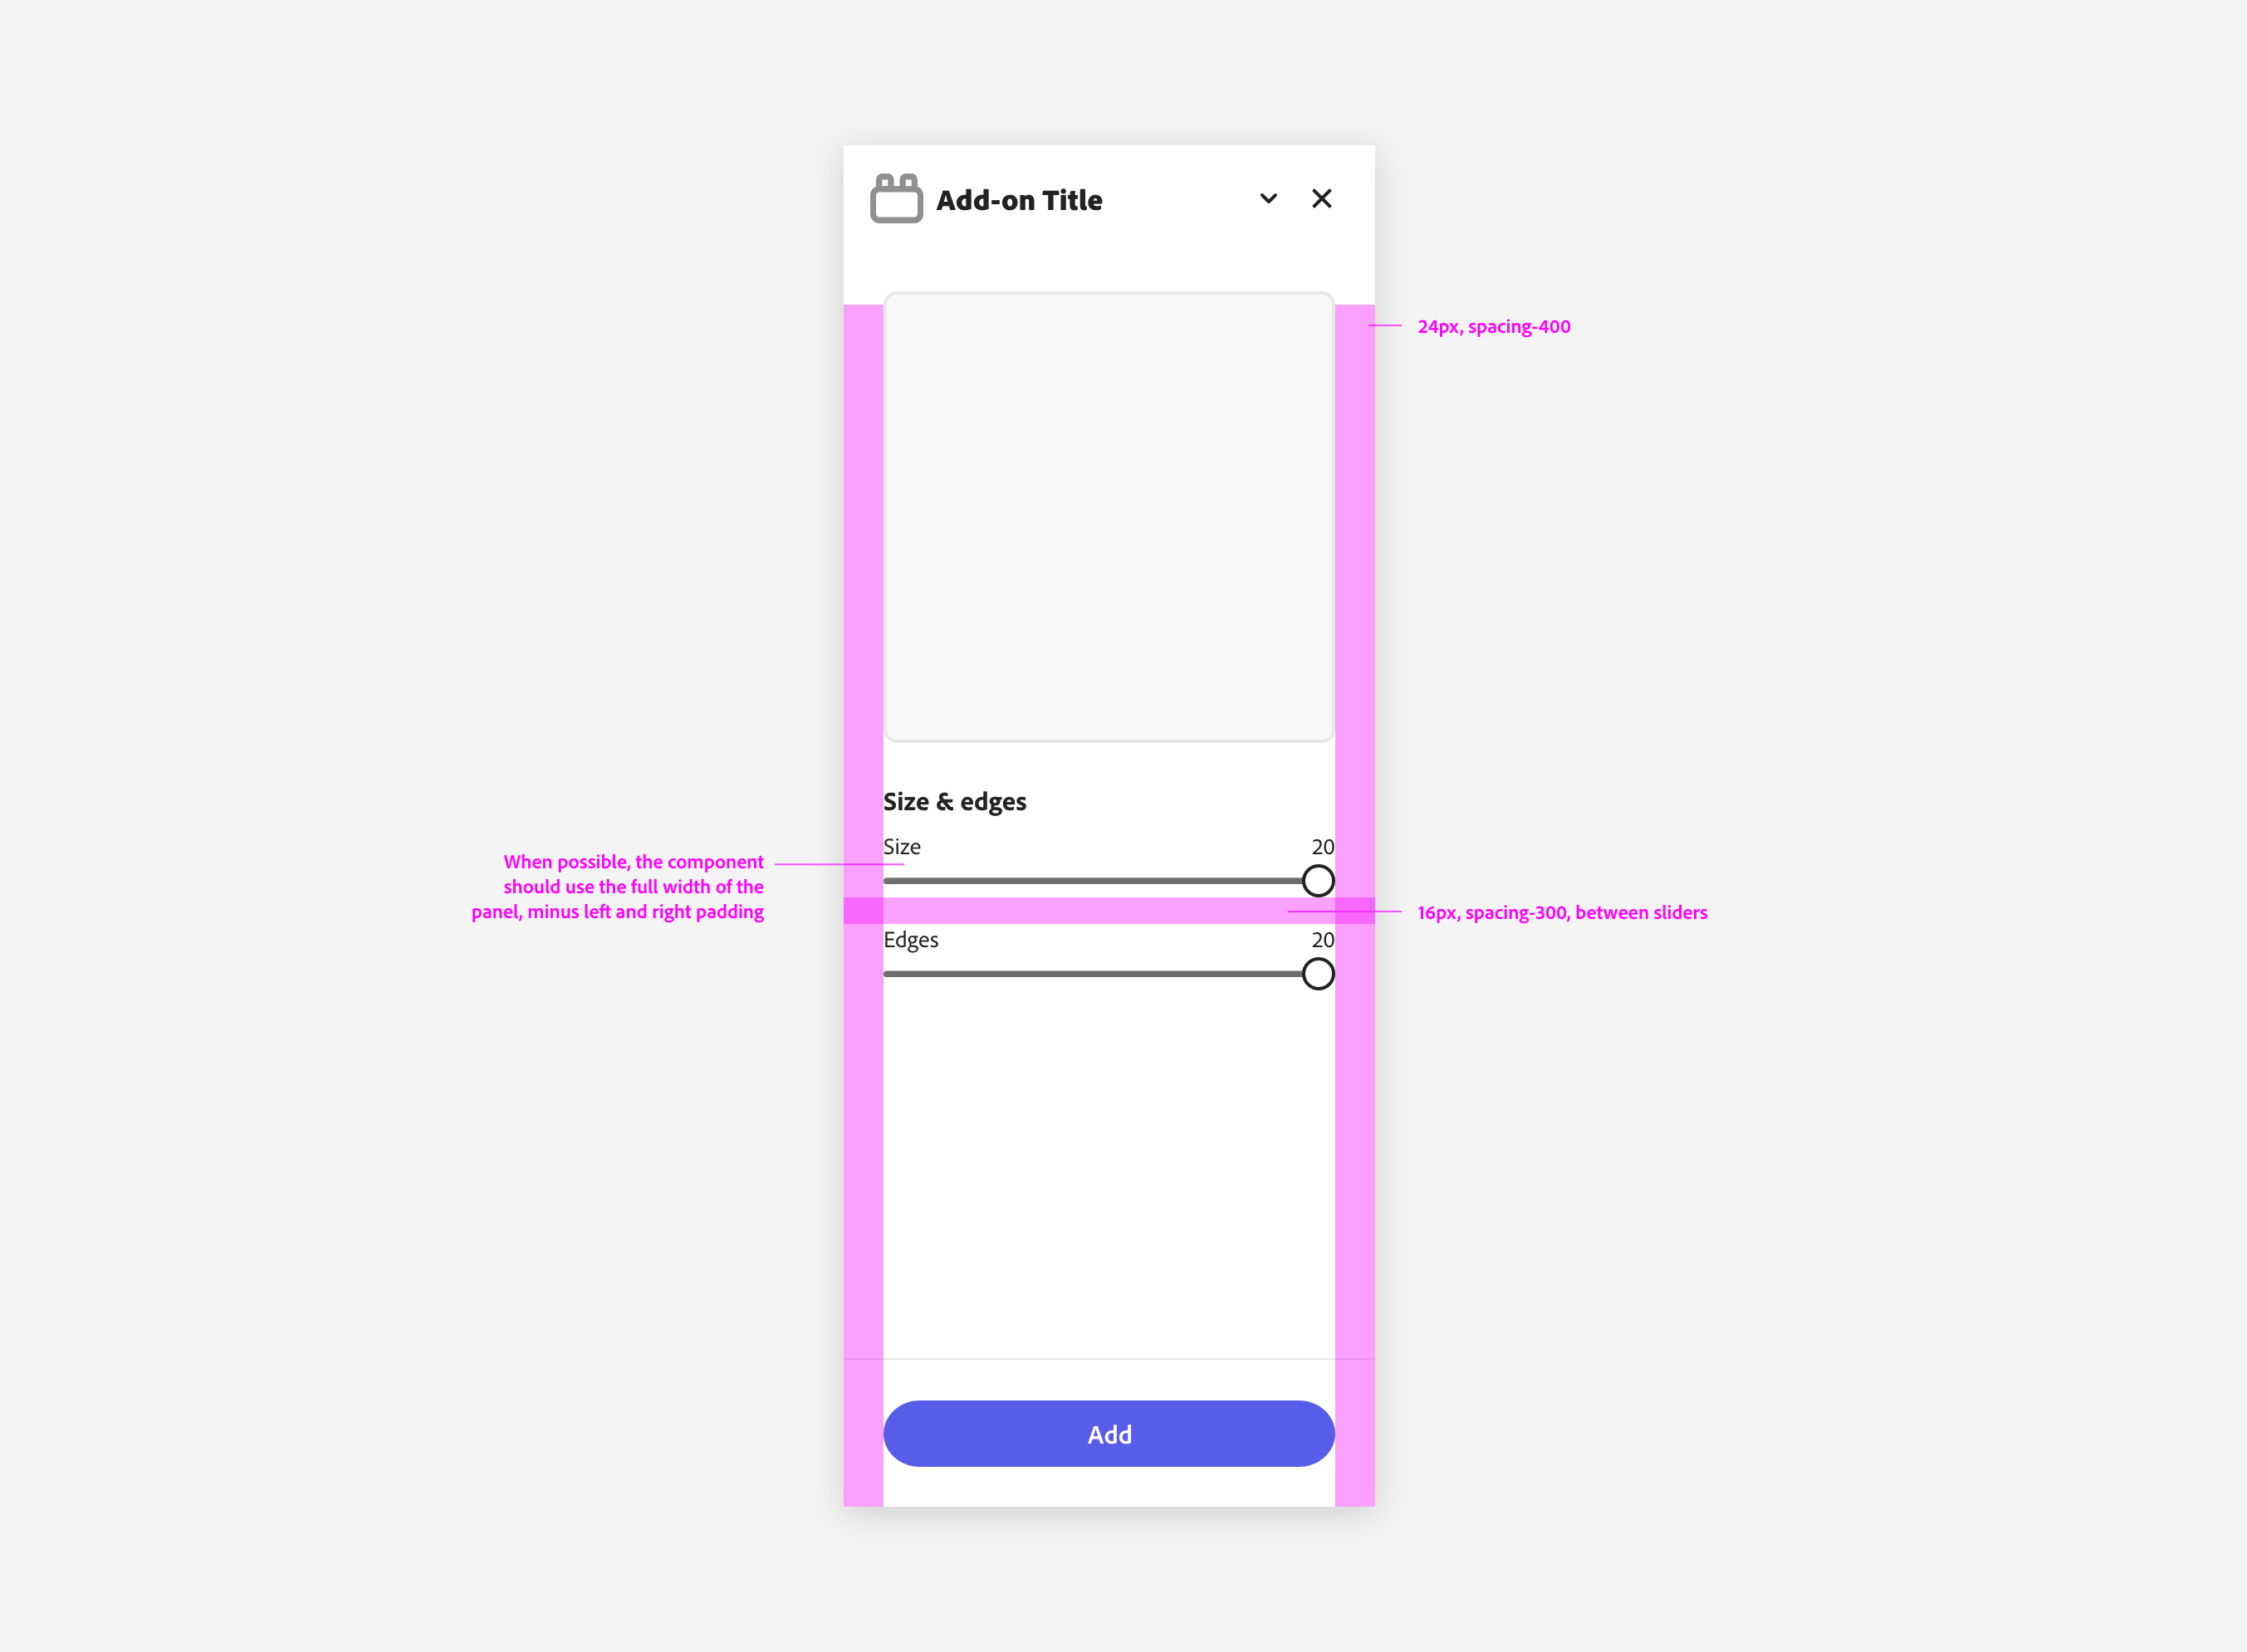 Add-on Title
24px, spacing-400
Size & edges
Size 20
When possible, the component
should use the full width of the
panel, minus left and right padding
16px, spacing-300, between sliders
Edges 20
Add